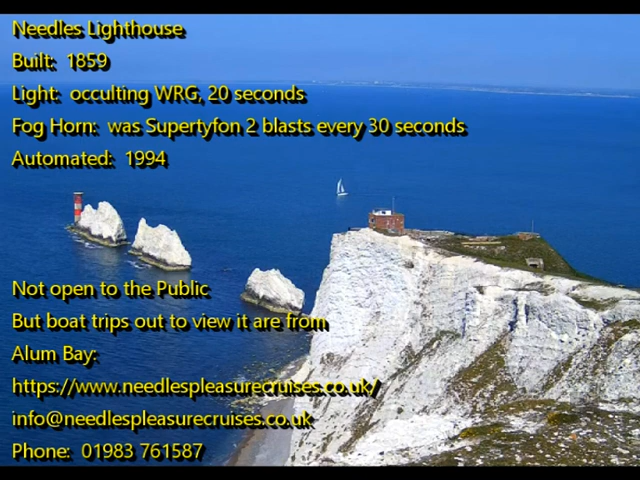 Needles Lighthouse
Built:  1859
Light:  occulting WRG, 20 seconds
Fog Horn:  was Supertyfon 2 blasts every 30 seconds
Automated:  1994
Not open to the Public
But boat trips out to view it are from
Alum Bay:
https://www.needlespleasurecruises.co.uk/
info@needlespleasurecruises.co.uk
Phone:  01983 761587